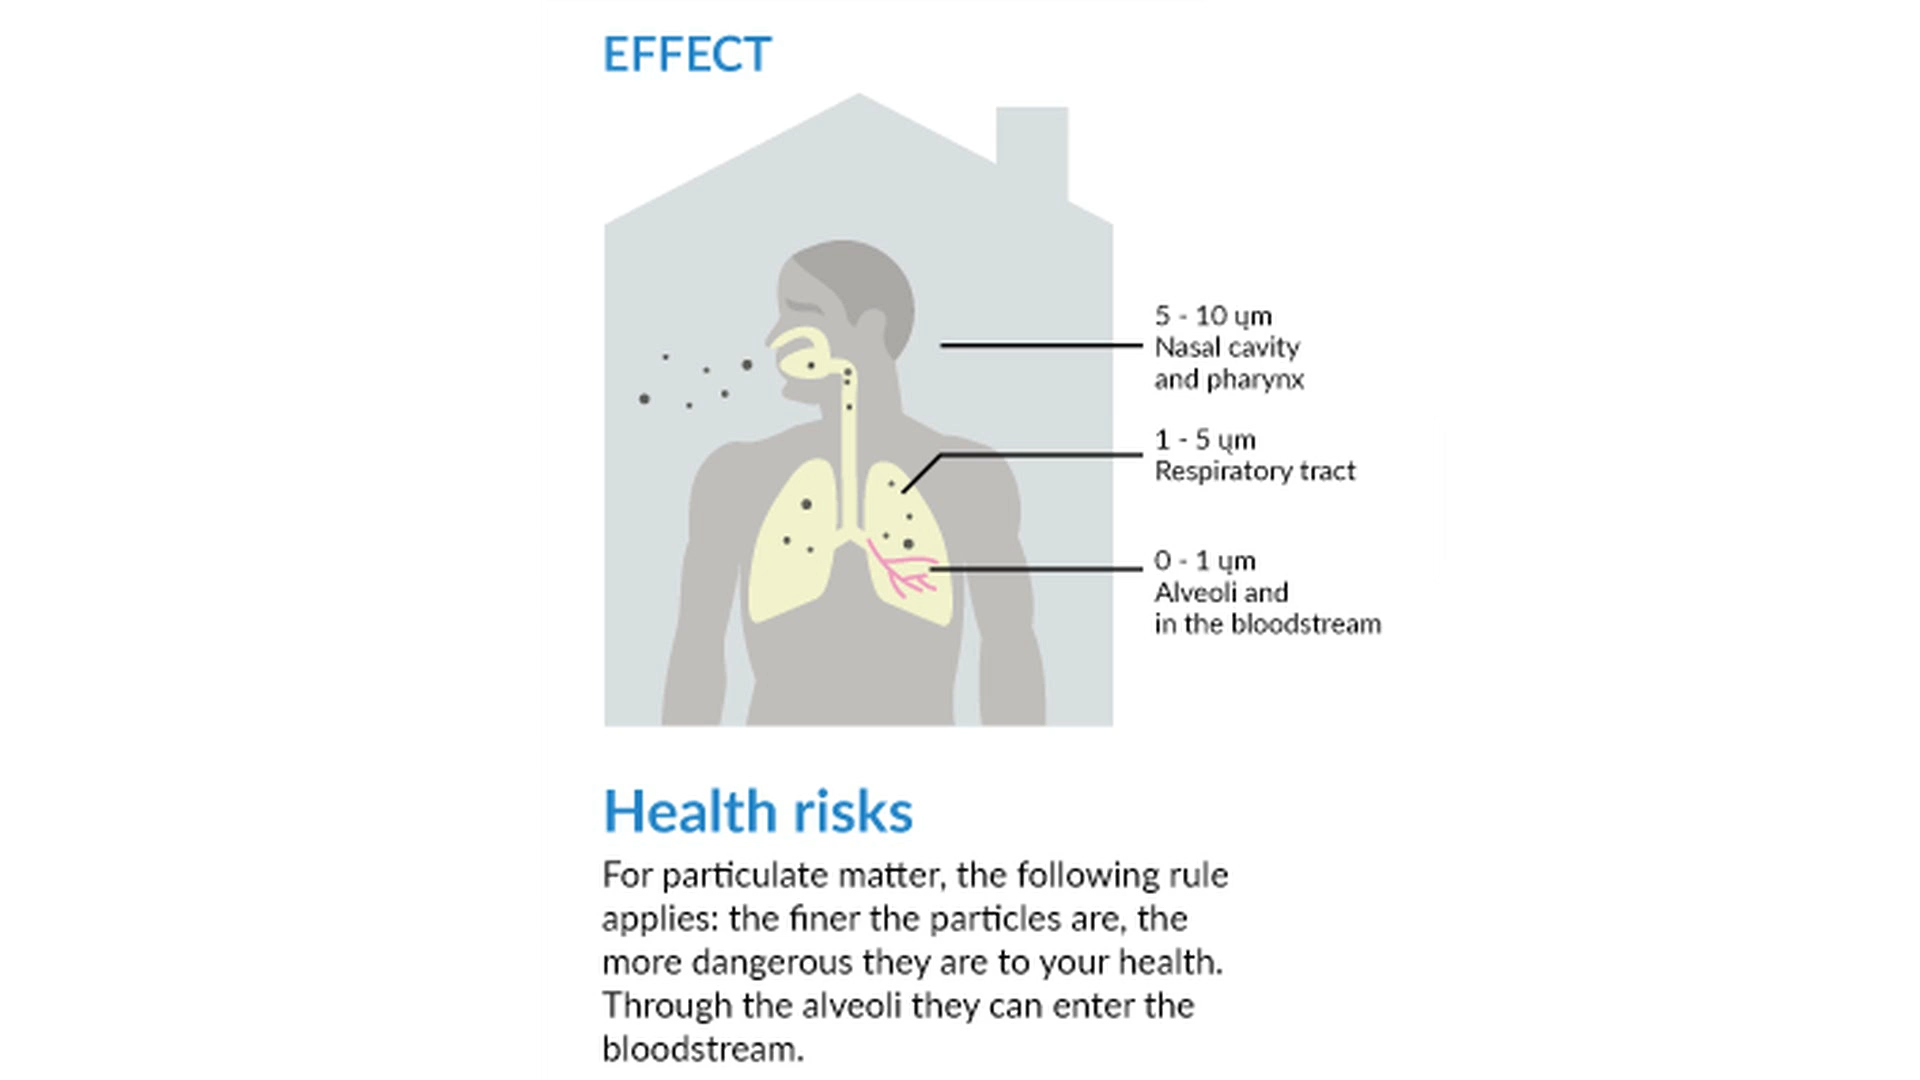 EFFECT
5 - 10 ųm
Nasal cavity
and pharynx
1 - 5 ųm
Respiratory tract
0 - 1 ųm
Alveoli and
in the bloodstream
Health risks
For particulate matter, the following rule
applies: the finer the particles are, the
more dangerous they are to your health.
Through the alveoli they can enter the
bloodstream.